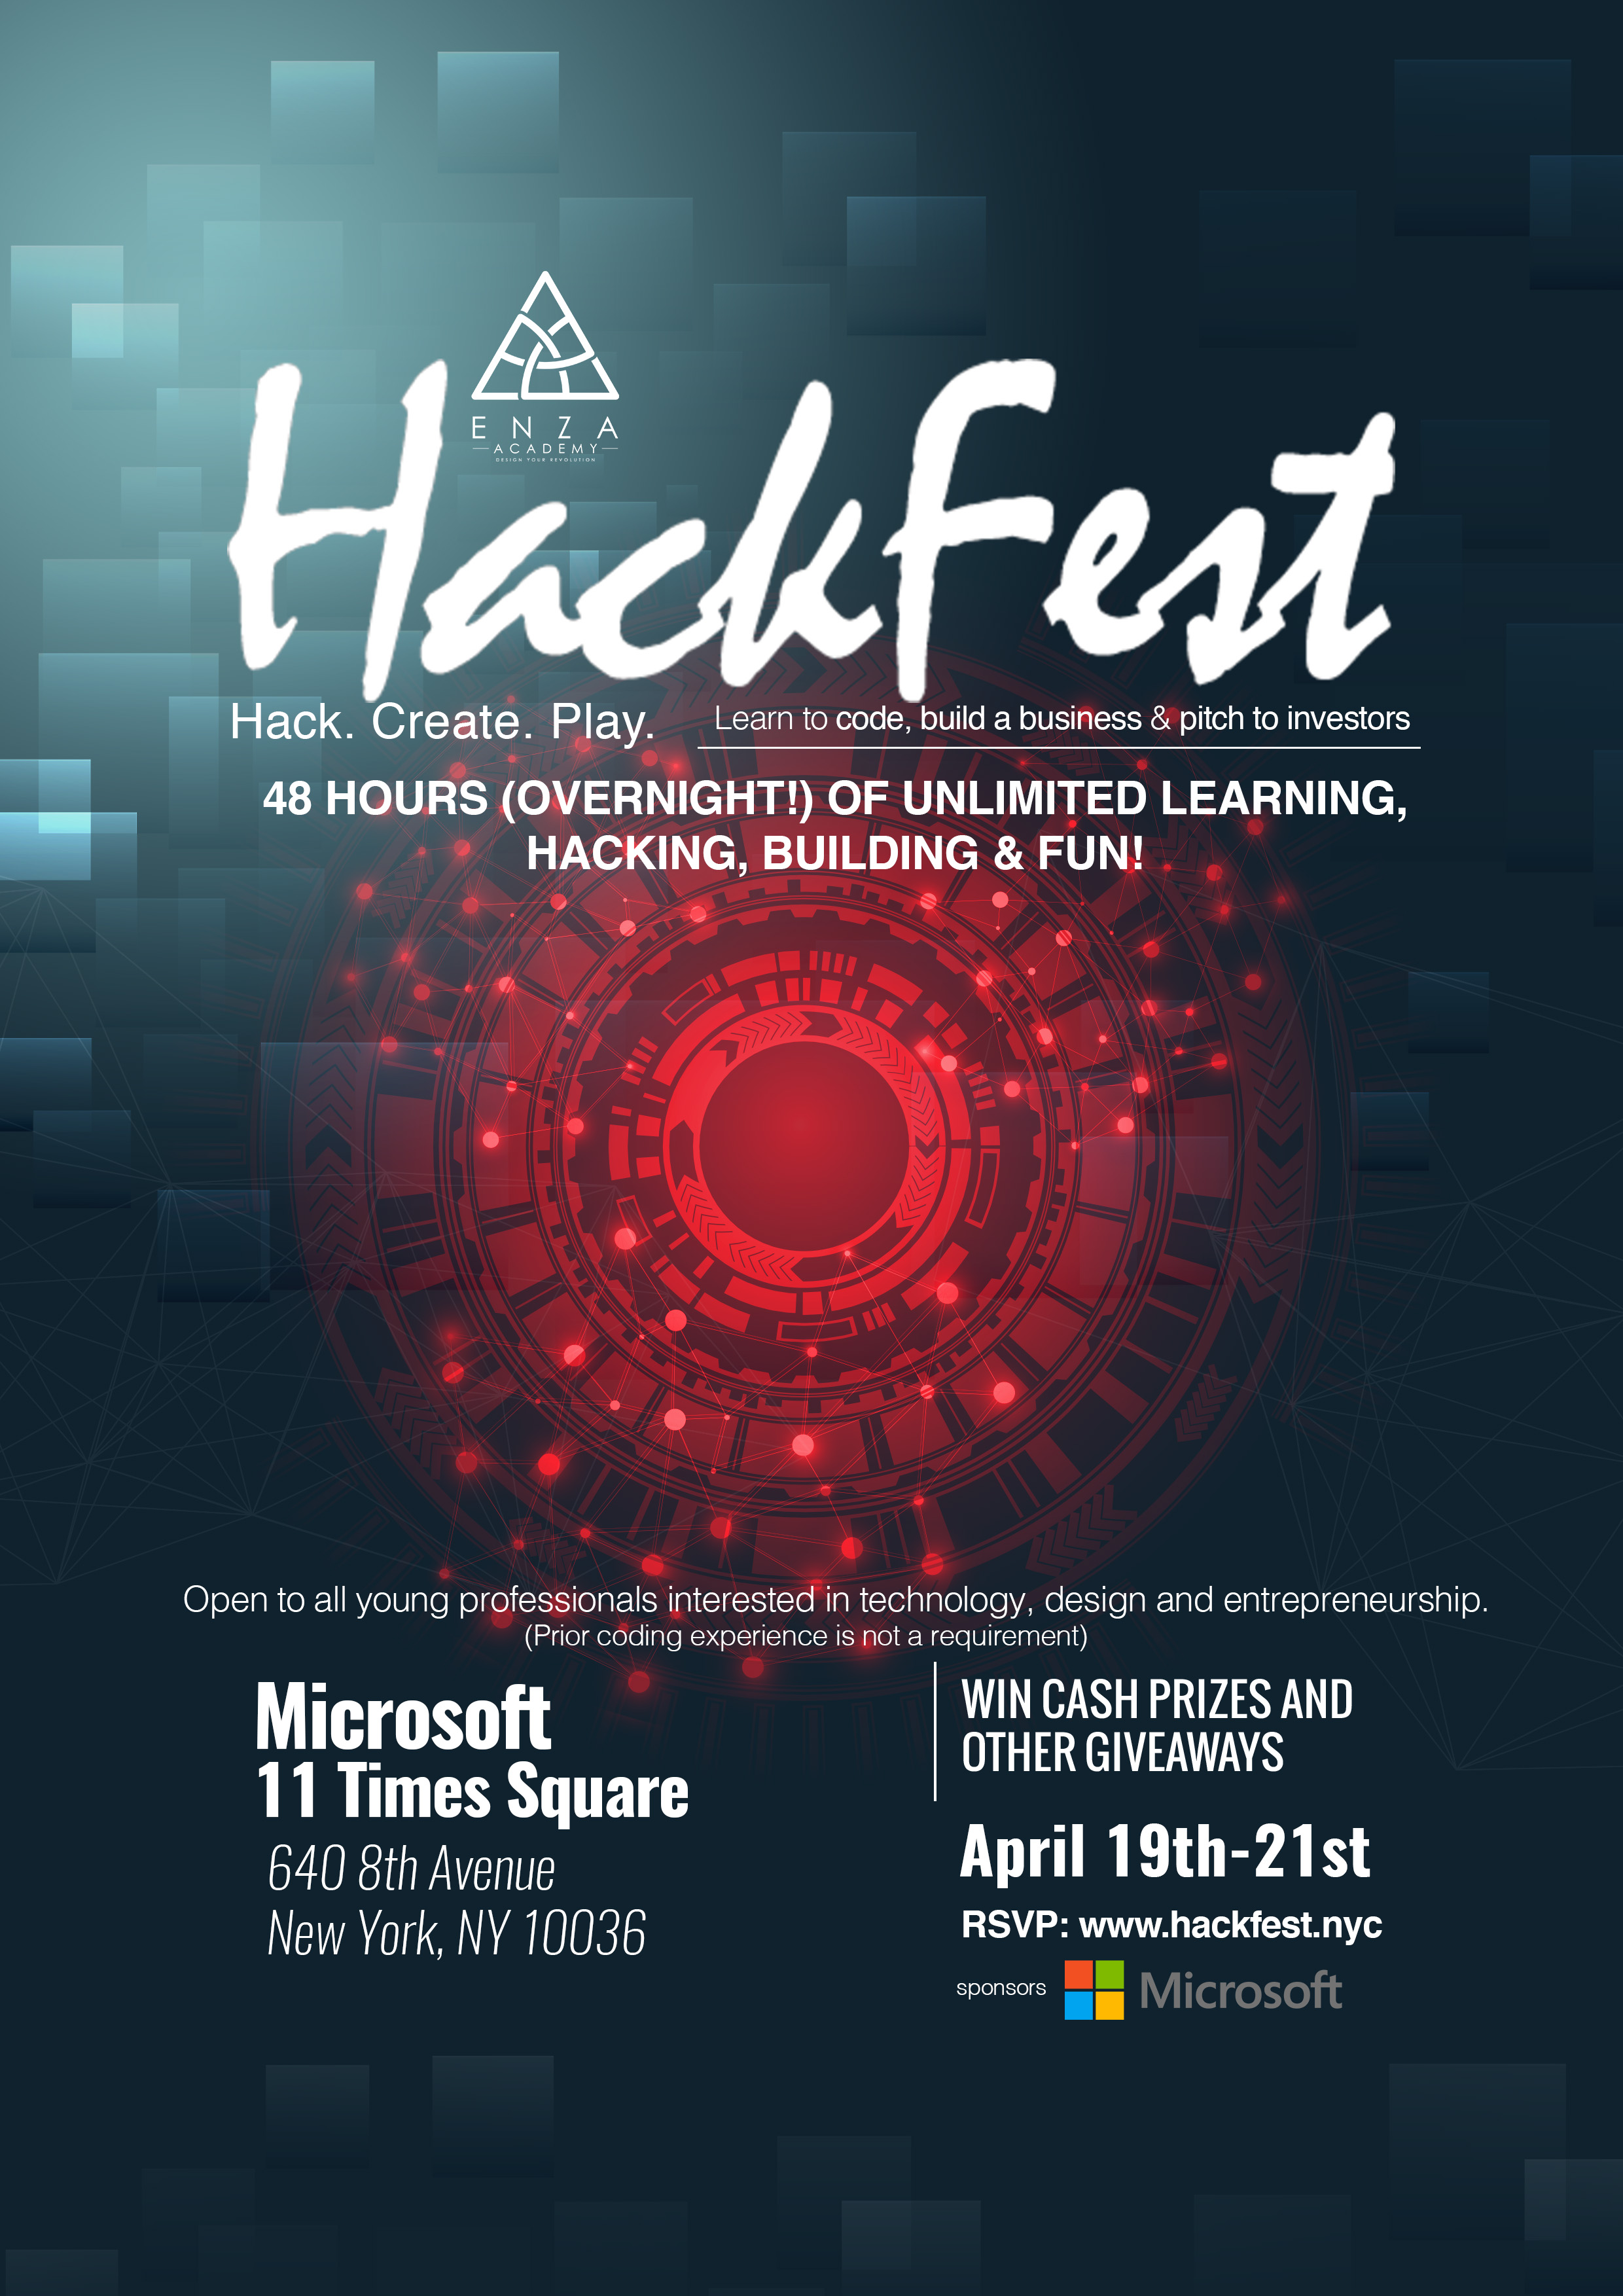 ENZA
ACADEMY
DESIGN YOUR REVOLUTION
HackFest
Hack. Create. Play.
Learn to code, build a business & pitch to investors
48 HOURS (OVERNIGHT!) OF UNLIMITED LEARNING,
HACKING, BUILDING & FUN!
Open to all young professionals interested in technology, design and entrepreneurship.
(Prior coding experience is not a requirement)
Microsoft
11 Times Square
640 8th Avenue
New York, NY 10036
WIN CASH PRIZES AND
OTHER GIVEAWAYS
April 19th-21st
RSVP: www.hackfest.nyc
sponsors Microsoft